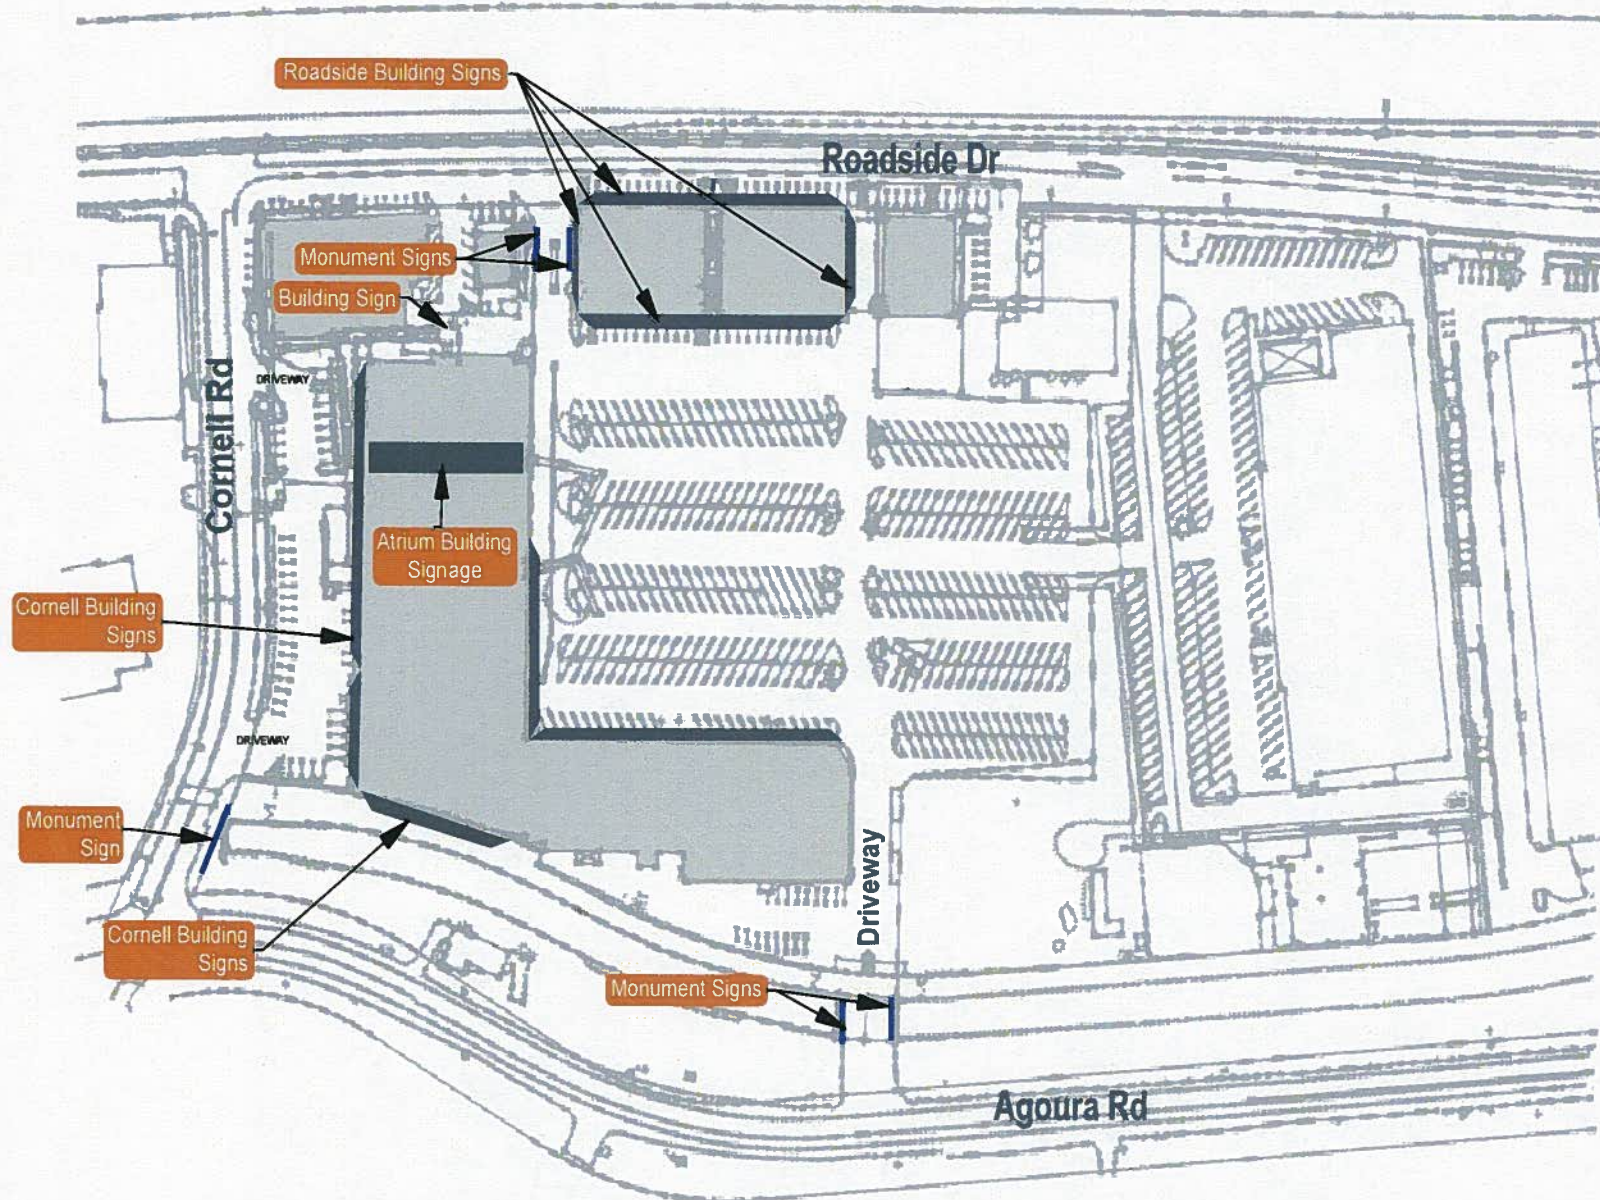 Roadside Building Signs
Roadside Dr
Monument Signs
Building Sign
DRIVEWAY
Cornell Rd
Atrium Building
Signage
Cornell Building
Signs
DRIVEWAY
Monument
Sign
Driveway
Cornell Building
Signs
Monument Signs
Agoura Rd